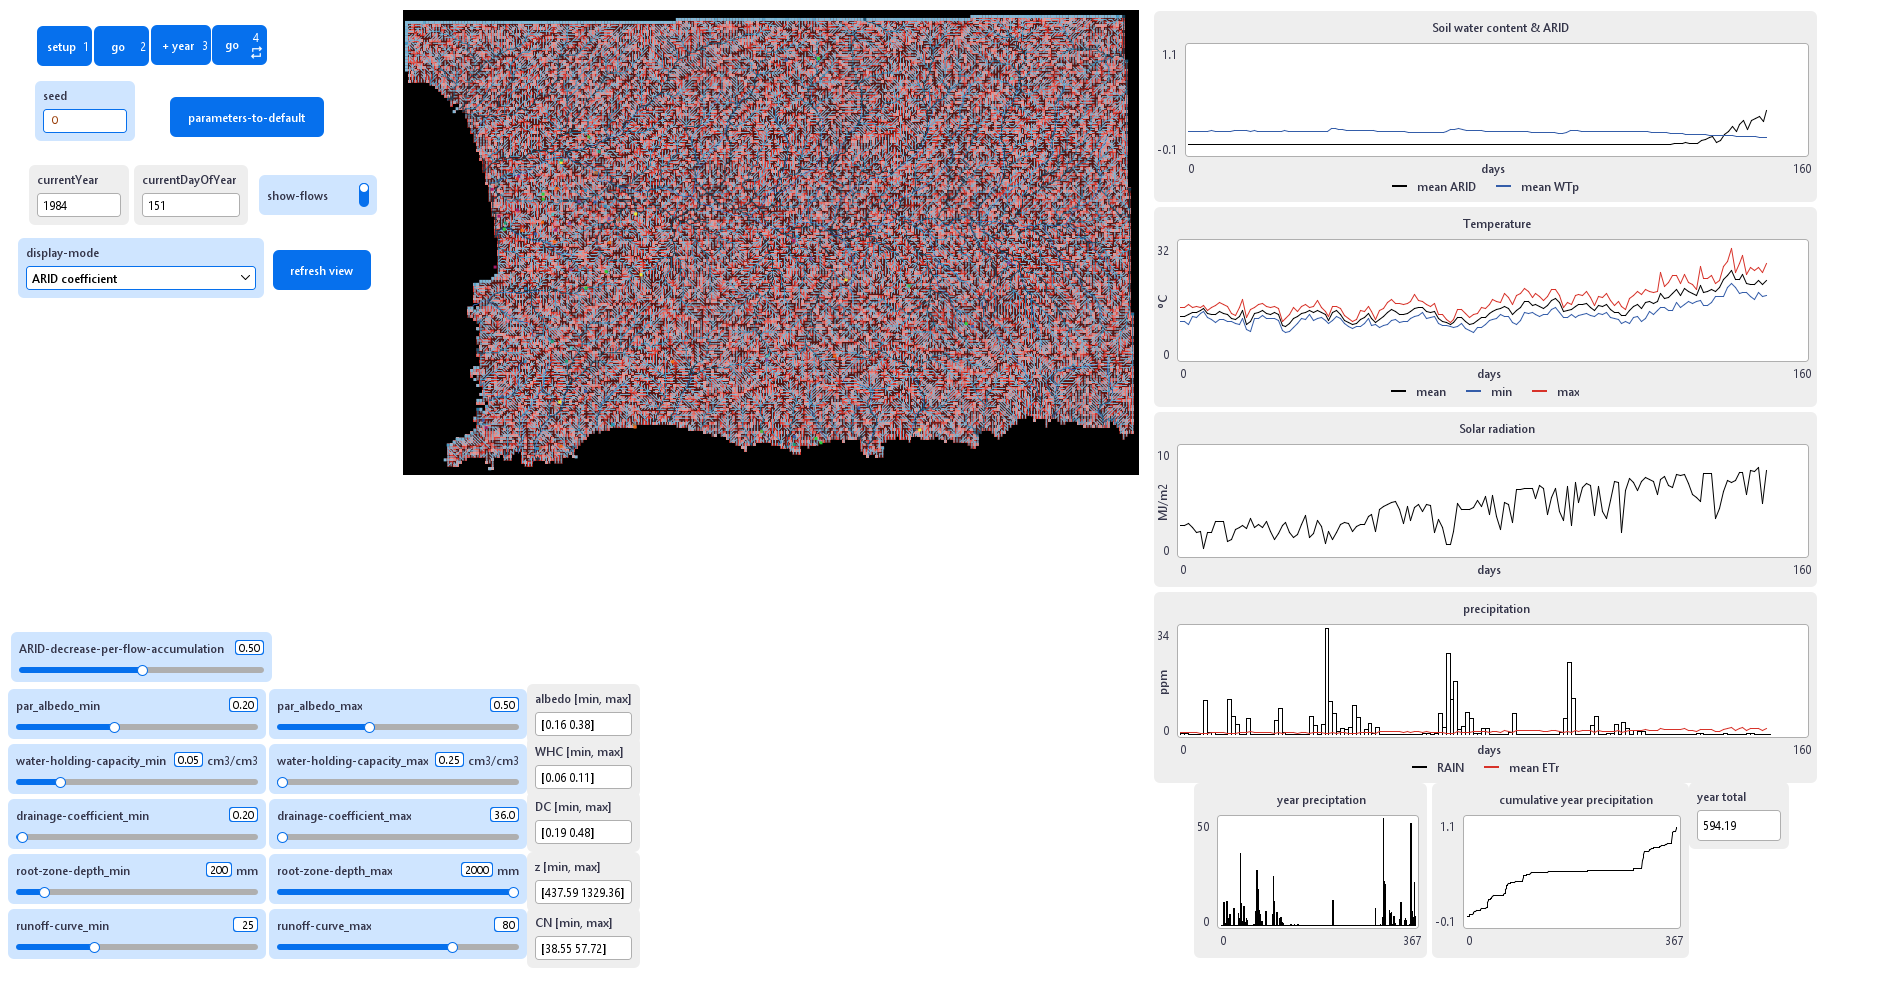 setup 1
go 2
+ year 3
go 4
seed
0
parameters-to-default
currentYear
1984
currentDayOfYear
151
show-flows
display-mode
ARID coefficient
refresh view
ARID-decrease-per-flow-accumulation 0.50
par_albedo_min 0.20
par_albedo_max 0.50
albedo [min, max]
[0.16 0.38]
water-holding-capacity_min 0.05 cm3/cm3
water-holding-capacity_max 0.25 cm3/cm3
WHC [min, max]
[0.06 0.11]
drainage-coefficient_min 0.20
drainage-coefficient_max 36.0
DC [min, max]
[0.19 0.48]
root-zone-depth_min 200 mm
root-zone-depth_max 2000 mm
z [min, max]
[437.59 1329.36]
runoff-curve_min 25
runoff-curve_max 80
CN [min, max]
[38.55 57.72]
Soil water content & ARID
1.1
-0.1
0 days 160
mean ARID mean WTp
Temperature
32
°C
0
0 days 160
mean min max
Solar radiation
10
MJ/m2
0
0 days 160
precipitation
34
ppm
0
0 days 160
RAIN mean ETr
year preciptation
50
0
0 367
cumulative year precipitation
1.1
-0.1
0 367
year total
594.19